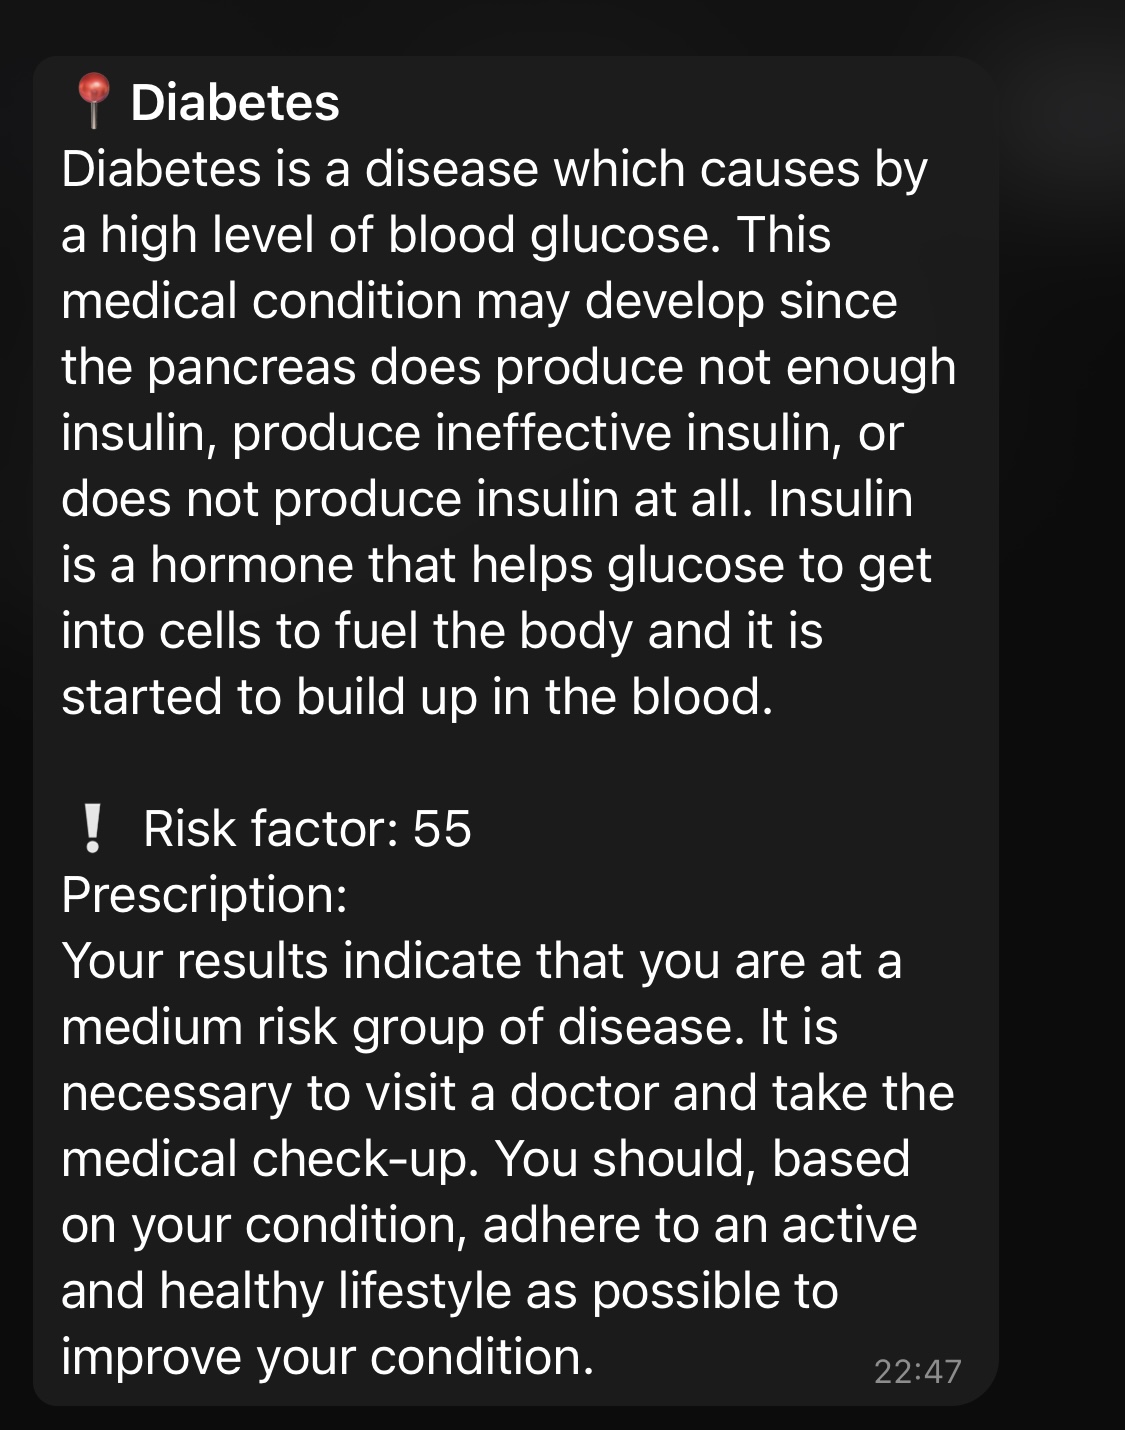 📍 Diabetes
Diabetes is a disease which causes by
a high level of blood glucose. This
medical condition may develop since
the pancreas does produce not enough
insulin, produce ineffective insulin, or
does not produce insulin at all. Insulin
is a hormone that helps glucose to get
into cells to fuel the body and it is
started to build up in the blood.
❕ Risk factor: 55
Prescription:
Your results indicate that you are at a
medium risk group of disease. It is
necessary to visit a doctor and take the
medical check-up. You should, based
on your condition, adhere to an active
and healthy lifestyle as possible to
improve your condition.
22:47